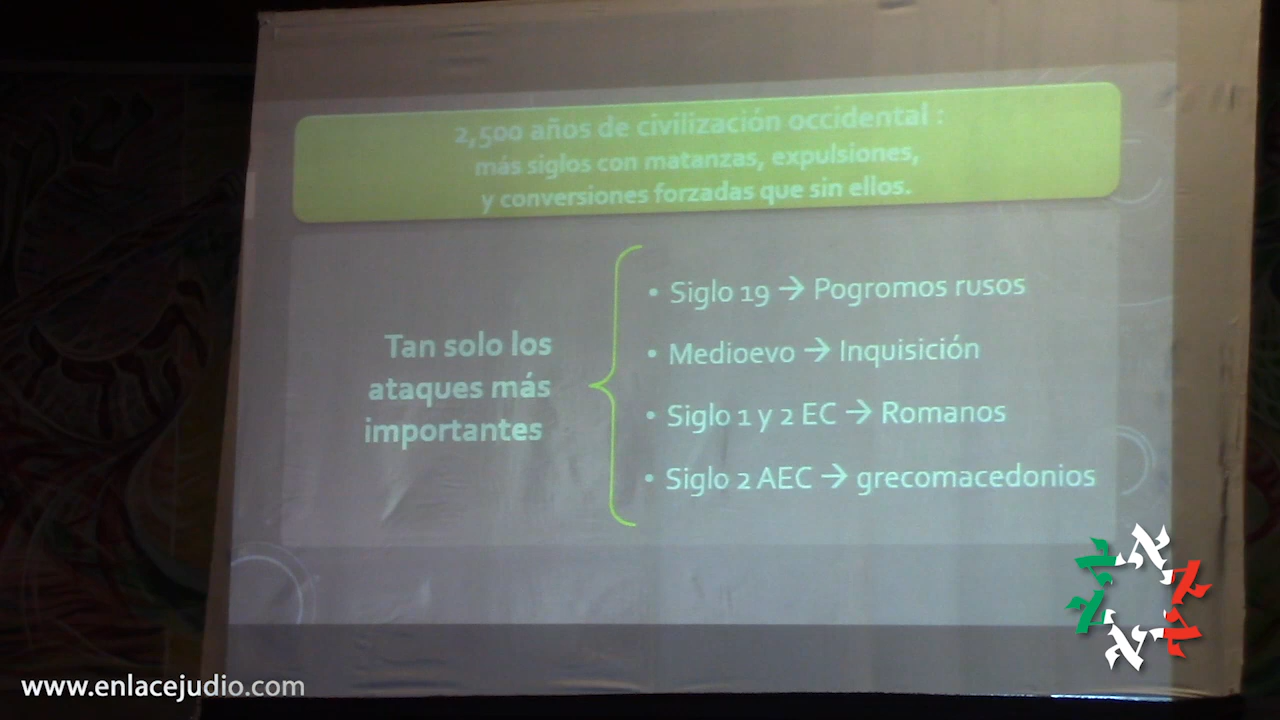 2,500 años de civilización occidental :
más siglos con matanzas, expulsiones,
y conversiones forzadas que sin ellos.
Tan solo los
ataques más
importantes
• Siglo 19 → Pogromos rusos
• Medioevo → Inquisición
• Siglo 1 y 2 EC → Romanos
• Siglo 2 AEC → grecomacedonios
www.enlacejudio.com